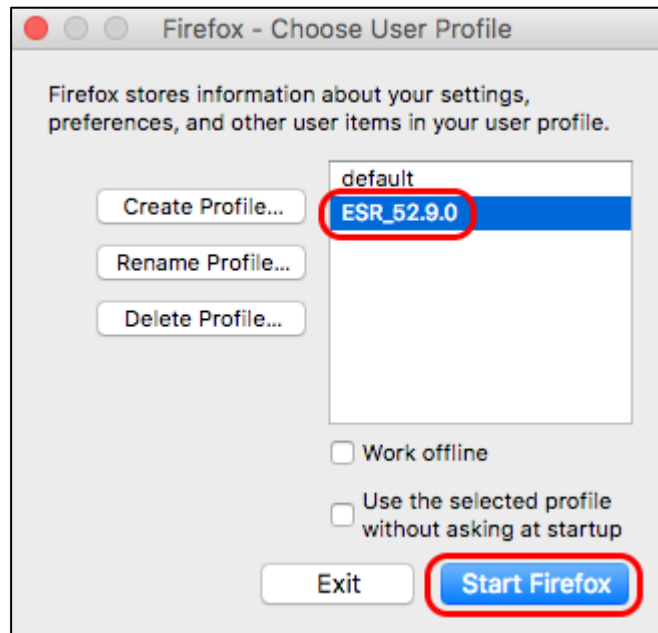 Firefox - Choose User Profile
Firefox stores information about your settings,
preferences, and other user items in your user profile.
default
Create Profile...
ESR_52.9.0
Rename Profile...
Delete Profile...
Work offline
Use the selected profile
without asking at startup
Exit
Start Firefox